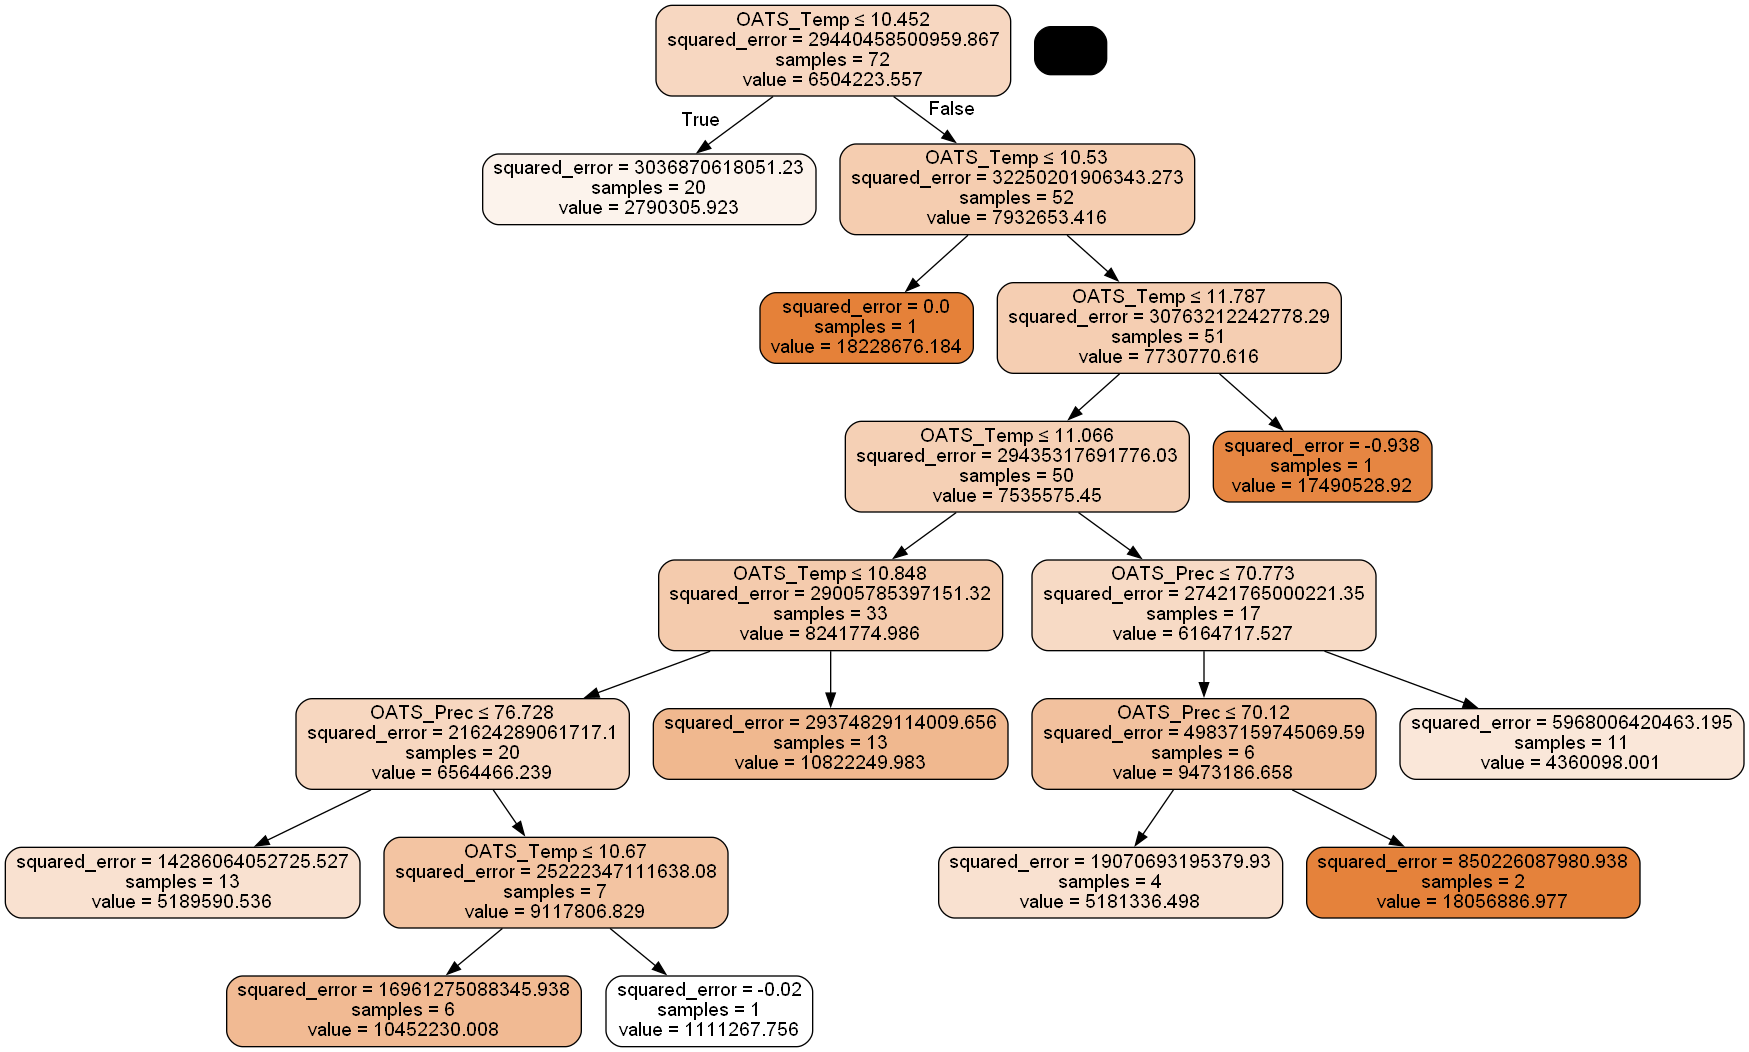 OATS_Temp ≤ 10.452
squared_error = 29440458500959.867
samples = 72
value = 6504223.557
True
False
squared_error = 3036870618051.23
samples = 20
value = 2790305.923
OATS_Temp ≤ 10.53
squared_error = 32250201906343.273
samples = 52
value = 7932653.416
squared_error = 0.0
samples = 1
value = 18228676.184
OATS_Temp ≤ 11.787
squared_error = 30763212242778.29
samples = 51
value = 7730770.616
OATS_Temp ≤ 11.066
squared_error = 29435317691776.03
samples = 50
value = 7535575.45
squared_error = -0.938
samples = 1
value = 17490528.92
OATS_Temp ≤ 10.848
squared_error = 29005785397151.32
samples = 33
value = 8241774.986
OATS_Prec ≤ 70.773
squared_error = 27421765000221.35
samples = 17
value = 6164717.527
OATS_Prec ≤ 76.728
squared_error = 21624289061717.1
samples = 20
value = 6564466.239
squared_error = 29374829114009.656
samples = 13
value = 10822249.983
OATS_Prec ≤ 70.12
squared_error = 49837159745069.59
samples = 6
value = 9473186.658
squared_error = 5968006420463.195
samples = 11
value = 4360098.001
squared_error = 14286064052725.527
samples = 13
value = 5189590.536
OATS_Temp ≤ 10.67
squared_error = 25222347111638.08
samples = 7
value = 9117806.829
squared_error = 19070693195379.93
samples = 4
value = 5181336.498
squared_error = 850226087980.938
samples = 2
value = 18056886.977
squared_error = 16961275088345.938
samples = 6
value = 10452230.008
squared_error = -0.02
samples = 1
value = 1111267.756